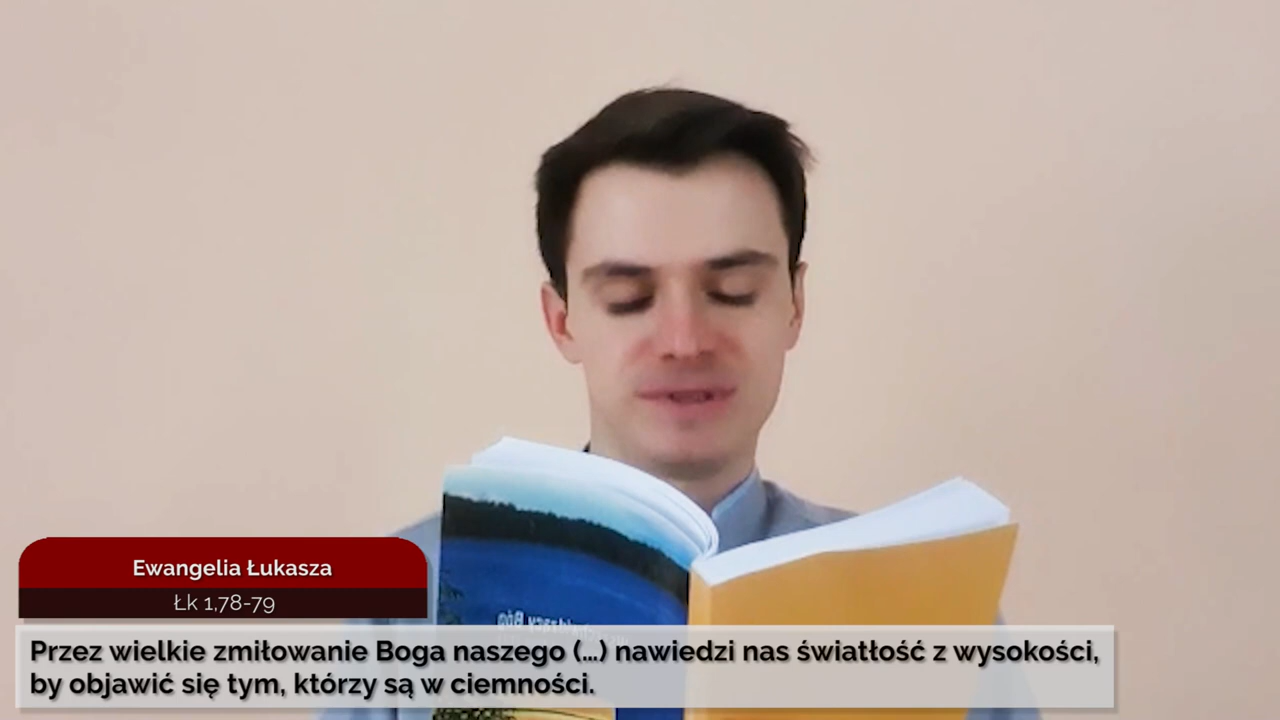 Ewangelia Łukasza
Łk 1,78-79
Przez wielkie zmiłowanie Boga naszego (...) nawiedzi nas światłość z wysokości,
by objawić się tym, którzy są w ciemności.